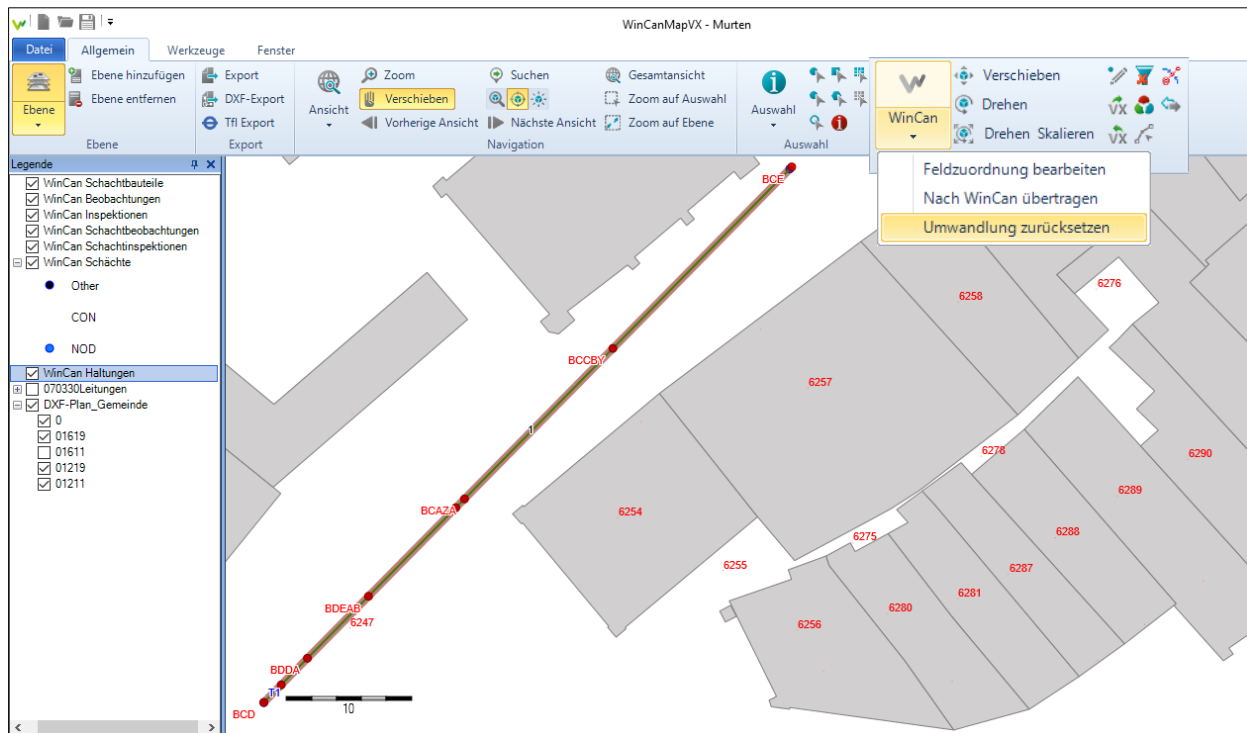 WinCanMapVX - Murten
Datei Allgemein Werkzeuge Fenster
Ebene
Ebene hinzufügen
Ebene entfernen
Ebene
Export
DXF-Export
Tfl Export
Export
Ansicht
Zoom
Verschieben
Vorherige Ansicht
Suchen
Nächste Ansicht
Gesamtansicht
Zoom auf Auswahl
Zoom auf Ebene
Navigation
Auswahl
Auswahl
WinCan
Verschieben
Drehen
Drehen Skalieren
VX
VX
Feldzuordnung bearbeiten
Nach WinCan übertragen
Umwandlung zurücksetzen
Legende
WinCan Schachtbauteile
WinCan Beobachtungen
WinCan Inspektionen
WinCan Schachtbeobachtungen
WinCan Schachtinspektionen
WinCan Schächte
Other
CON
NOD
WinCan Haltungen
070330Leitungen
DXF-Plan_Gemeinde
0
01619
01611
01219
01211
BCE
BCCBY
1
BCAZA
BDEAB
6247
BDDA
T1
BCD
10
6276
6258
6257
6278
6290
6289
6254
6288
6275
6255
6287
6281
6280
6256